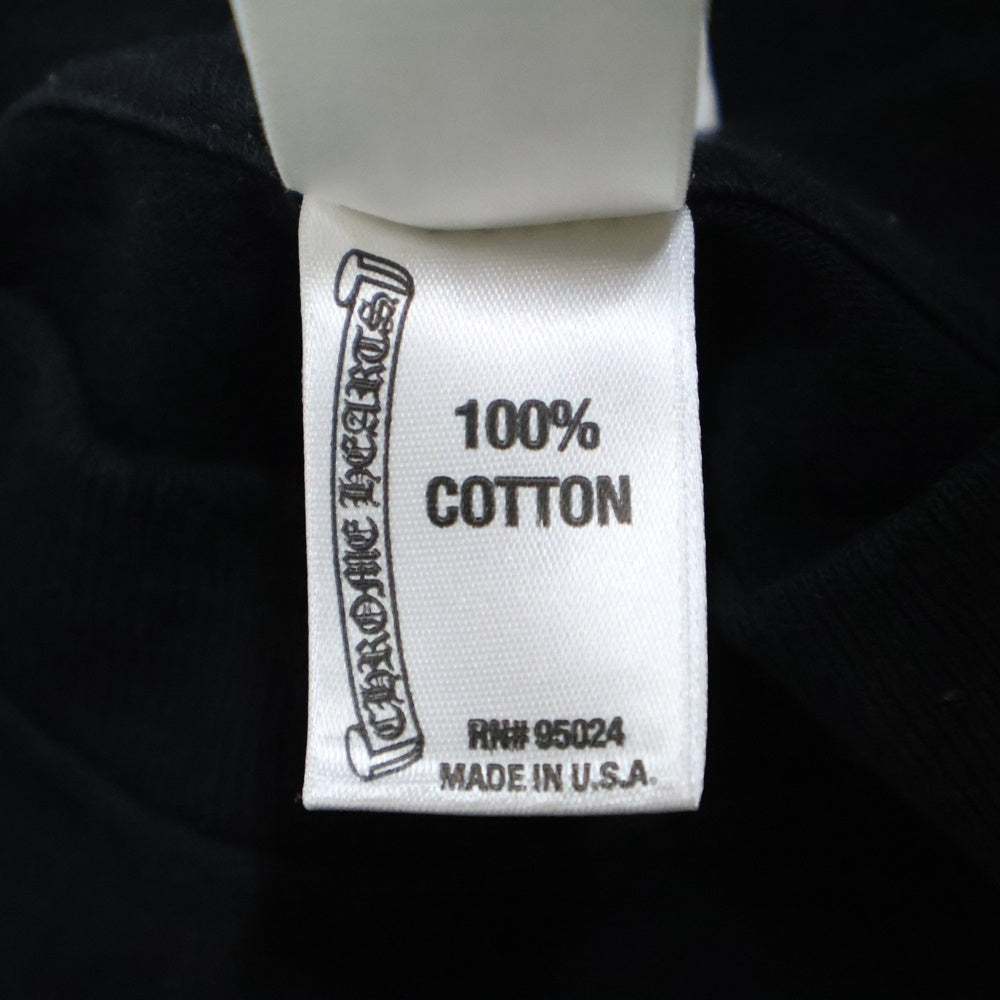 CHROME HEARTS
100%
COTTON
RN# 95024
MADE IN U.S.A.